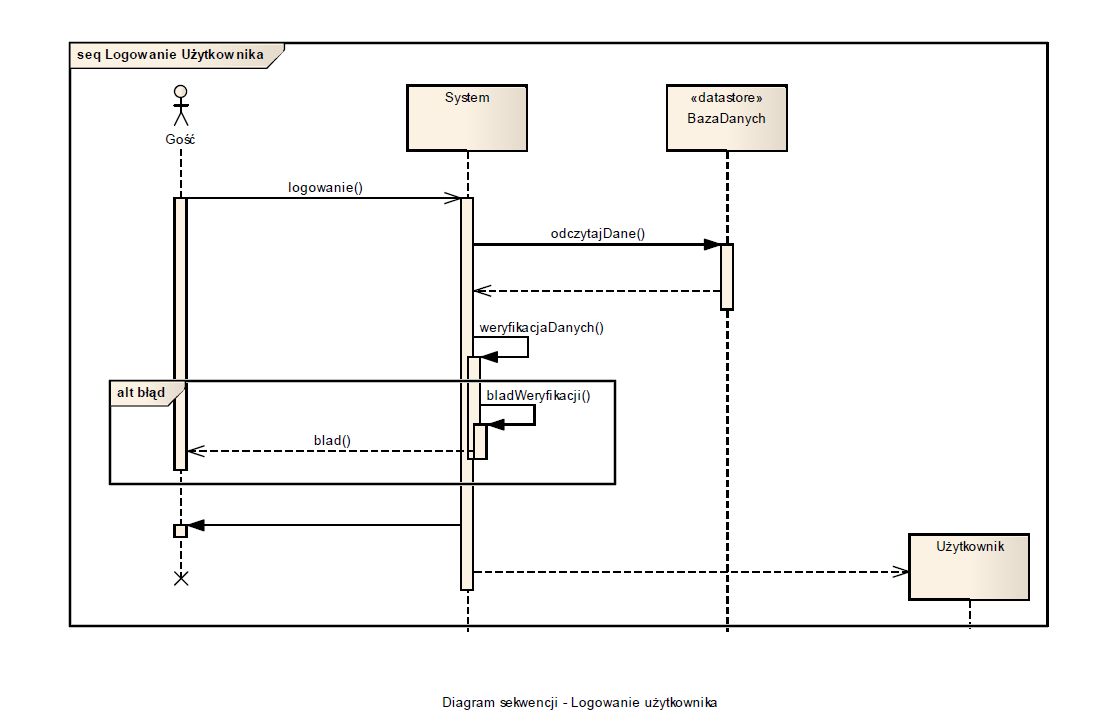 seq Logowanie Użytkownika
Gość
System
«datastore»
BazaDanych
logowanie()
odczytajDane()
weryfikacjaDanych()
alt błąd
bladWeryfikacji()
blad()
Użytkownik
Diagram sekwencji - Logowanie użytkownika